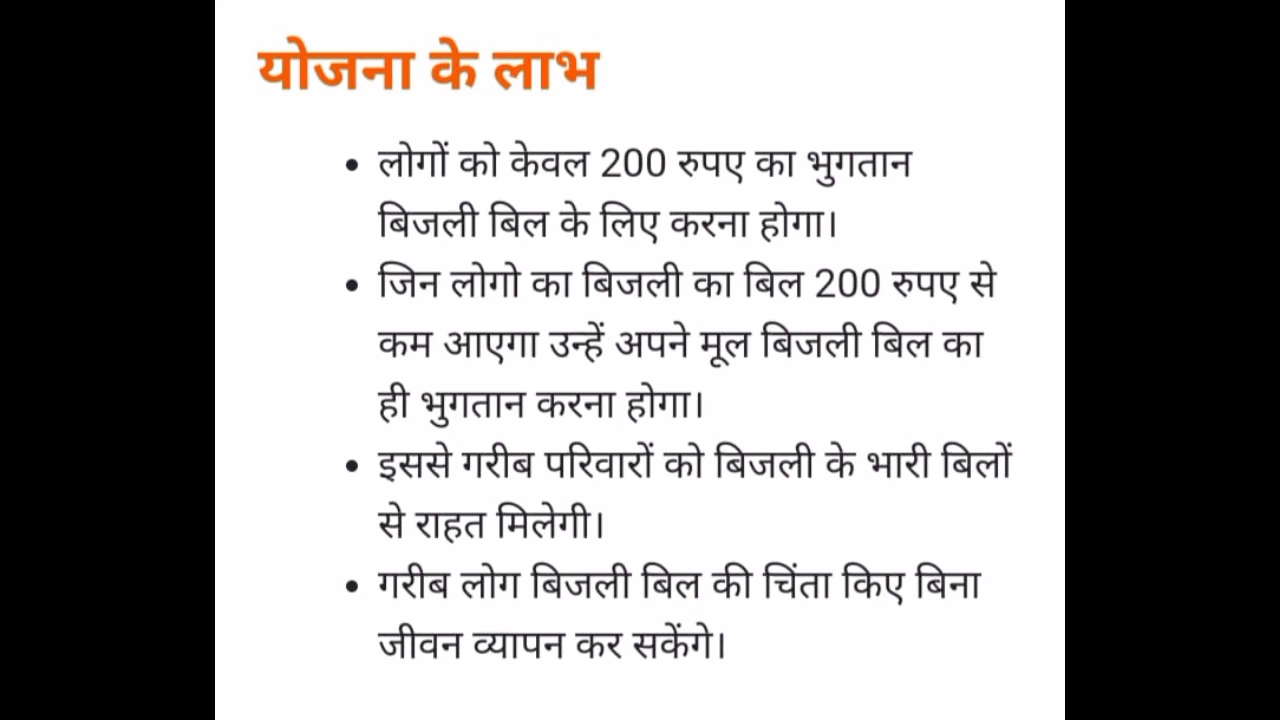 योजना के लाभ
• लोगों को केवल 200 रुपए का भुगतान
बिजली बिल के लिए करना होगा।
• जिन लोगो का बिजली का बिल 200 रुपए से
कम आएगा उन्हें अपने मूल बिजली बिल का
ही भुगतान करना होगा।
• इससे गरीब परिवारों को बिजली के भारी बिलों
से राहत मिलेगी।
• गरीब लोग बिजली बिल की चिंता किए बिना
जीवन व्यापन कर सकेंगे।